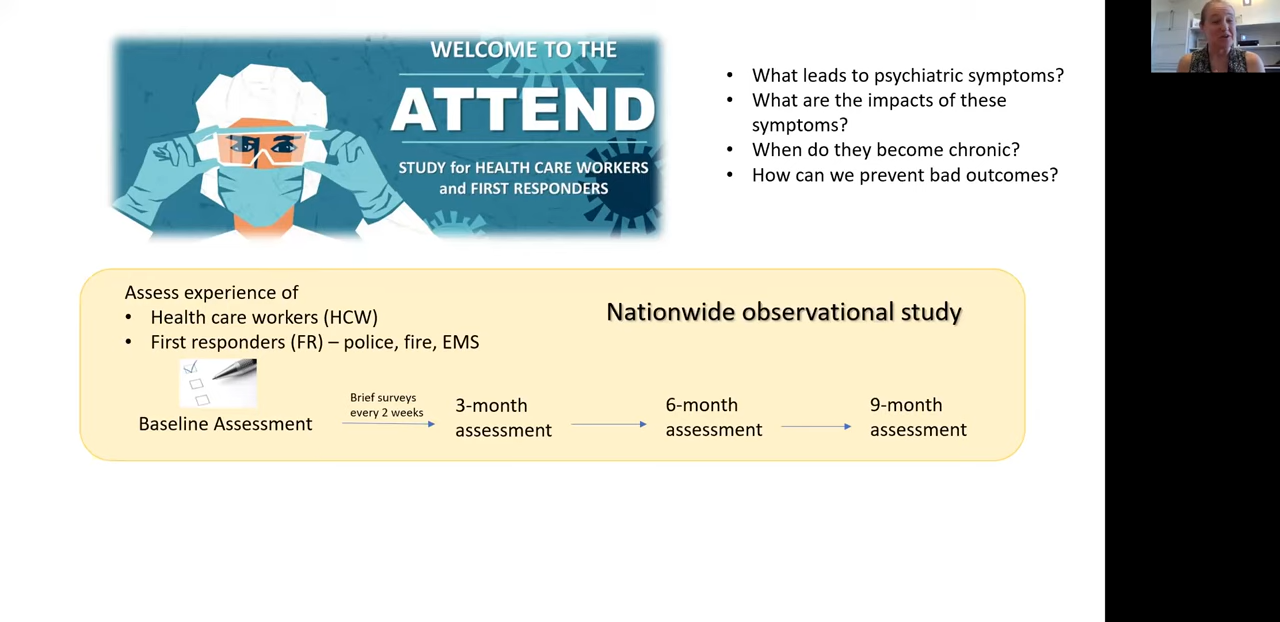 WELCOME TO THE
ATTEND
STUDY for HEALTH CARE WORKERS
and FIRST RESPONDERS
• What leads to psychiatric symptoms?
• What are the impacts of these
symptoms?
• When do they become chronic?
• How can we prevent bad outcomes?
Assess experience of
• Health care workers (HCW)
• First responders (FR) – police, fire, EMS
Nationwide observational study
Baseline Assessment
Brief surveys
every 2 weeks
3-month
assessment
6-month
assessment
9-month
assessment